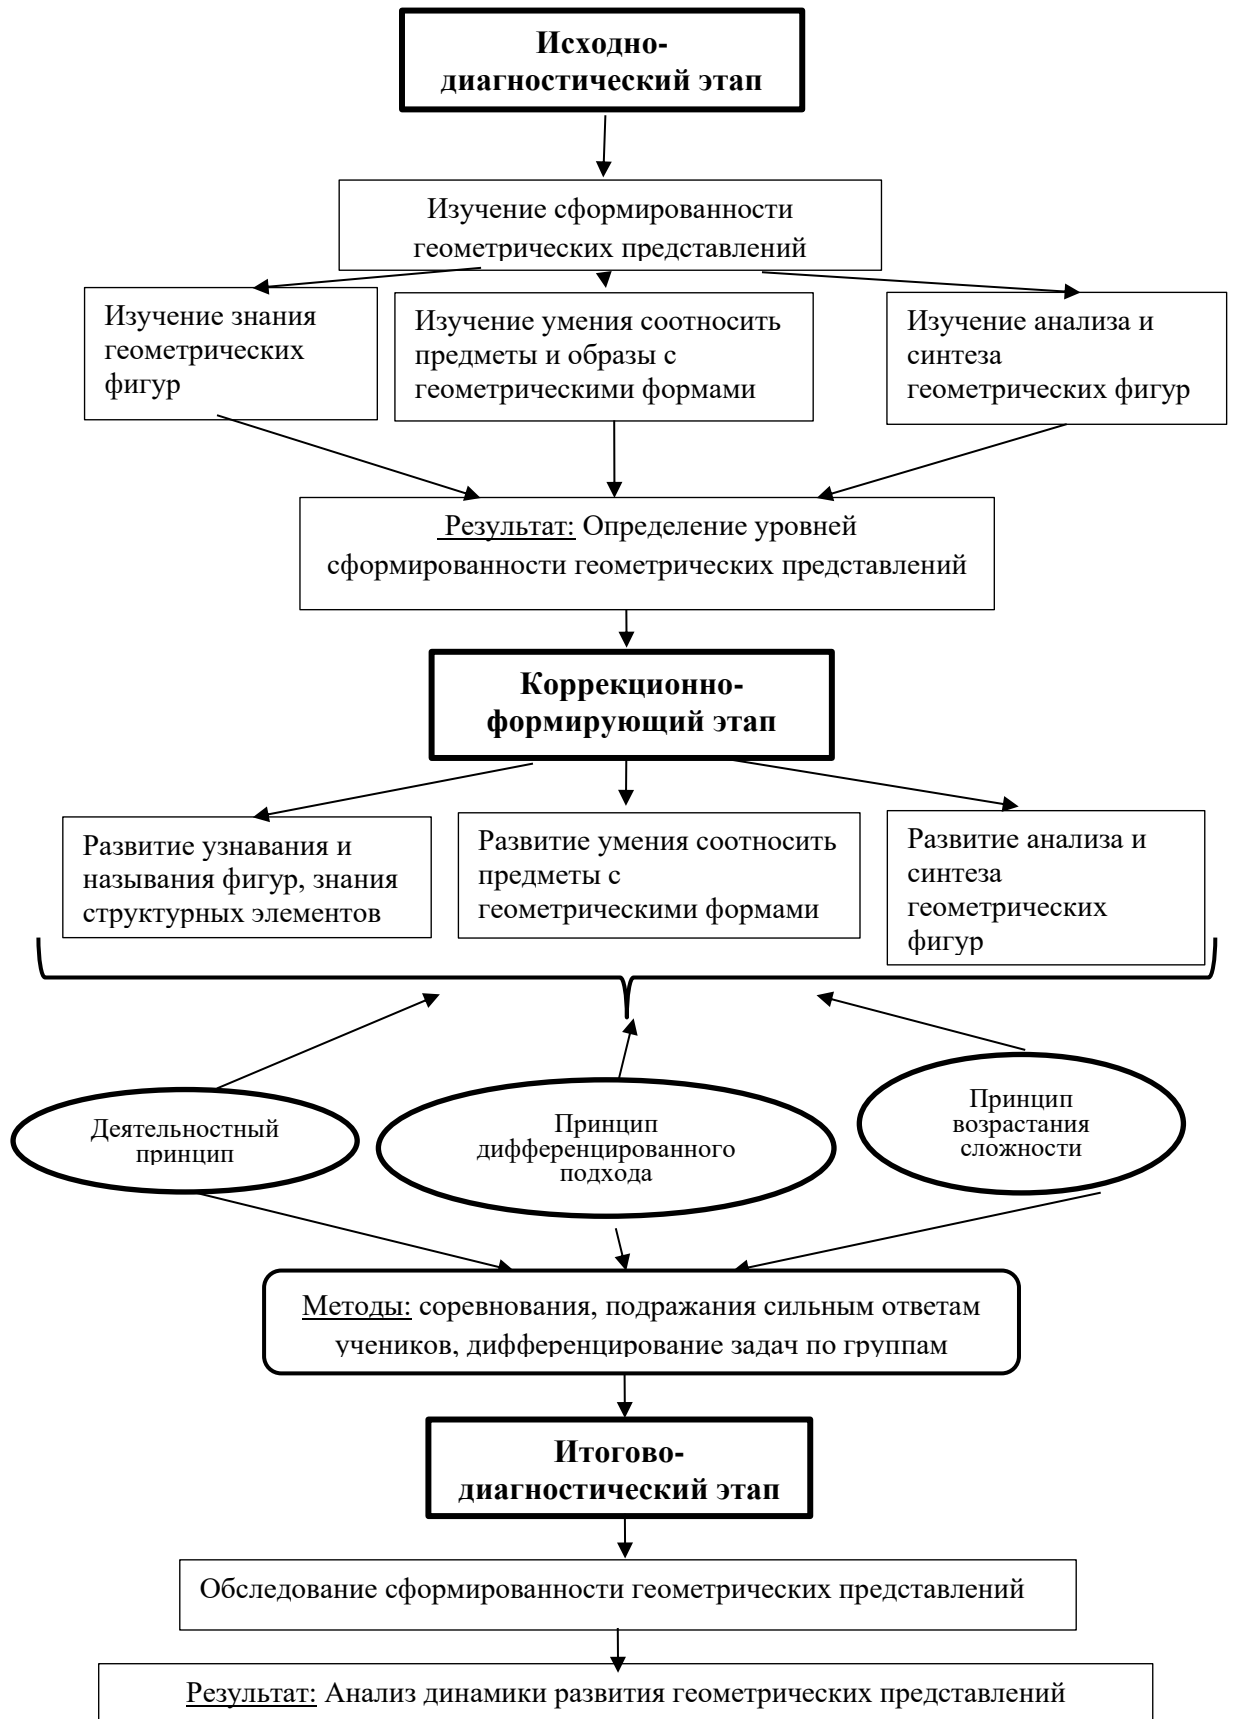 Исходно-
диагностический этап
Изучение сформированности
геометрических представлений
Изучение знания
геометрических
фигур
Изучение умения соотносить
предметы и образы с
геометрическими формами
Изучение анализа и
синтеза
геометрических фигур
Результат: Определение уровней
сформированности геометрических представлений
Коррекционно-
формирующий этап
Развитие узнавания и
называния фигур, знания
структурных элементов
Развитие умения соотносить
предметы с
геометрическими формами
Развитие анализа и
синтеза
геометрических
фигур
Деятельностный
принцип
Принцип
дифференцированного
подхода
Принцип
возрастания
сложности
Методы: соревнования, подражания сильным ответам
учеников, дифференцирование задач по группам
Итогово-
диагностический этап
Обследование сформированности геометрических представлений
Результат: Анализ динамики развития геометрических представлений